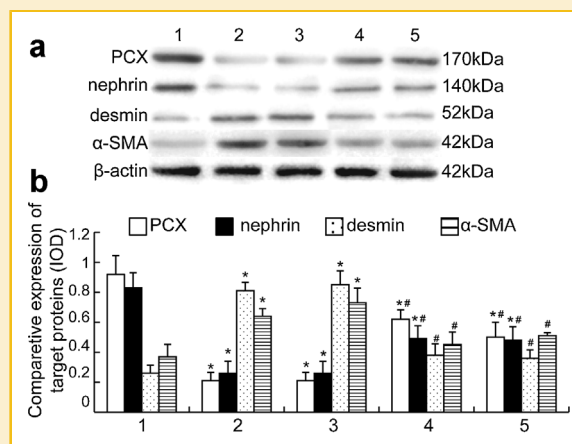 a
1 2 3 4 5
PCX 170kDa
nephrin 140kDa
desmin 52kDa
α-SMA 42kDa
β-actin 42kDa
b
PCX nephrin desmin α-SMA
Comparetive expression of
target proteins (IOD)
1.2
1
0.8
0.6
0.4
0.2
0
* * * *
* * * *
*# *# # #
*# *# # #
1 2 3 4 5